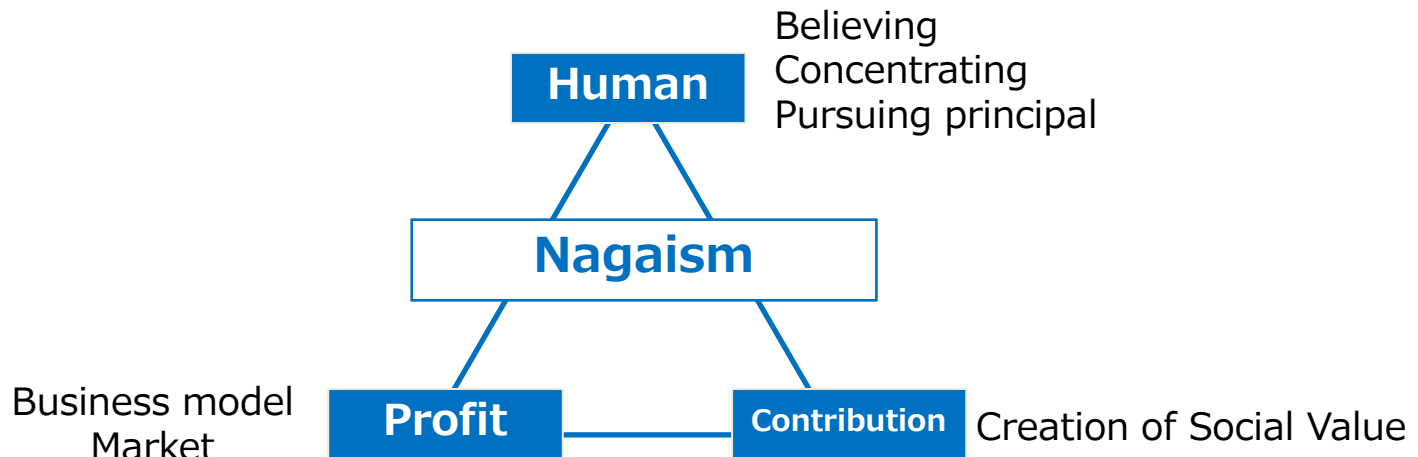 Believing
Concentrating
Pursuing principal
Human
Nagaism
Business model
Market
Profit
Contribution
Creation of Social Value